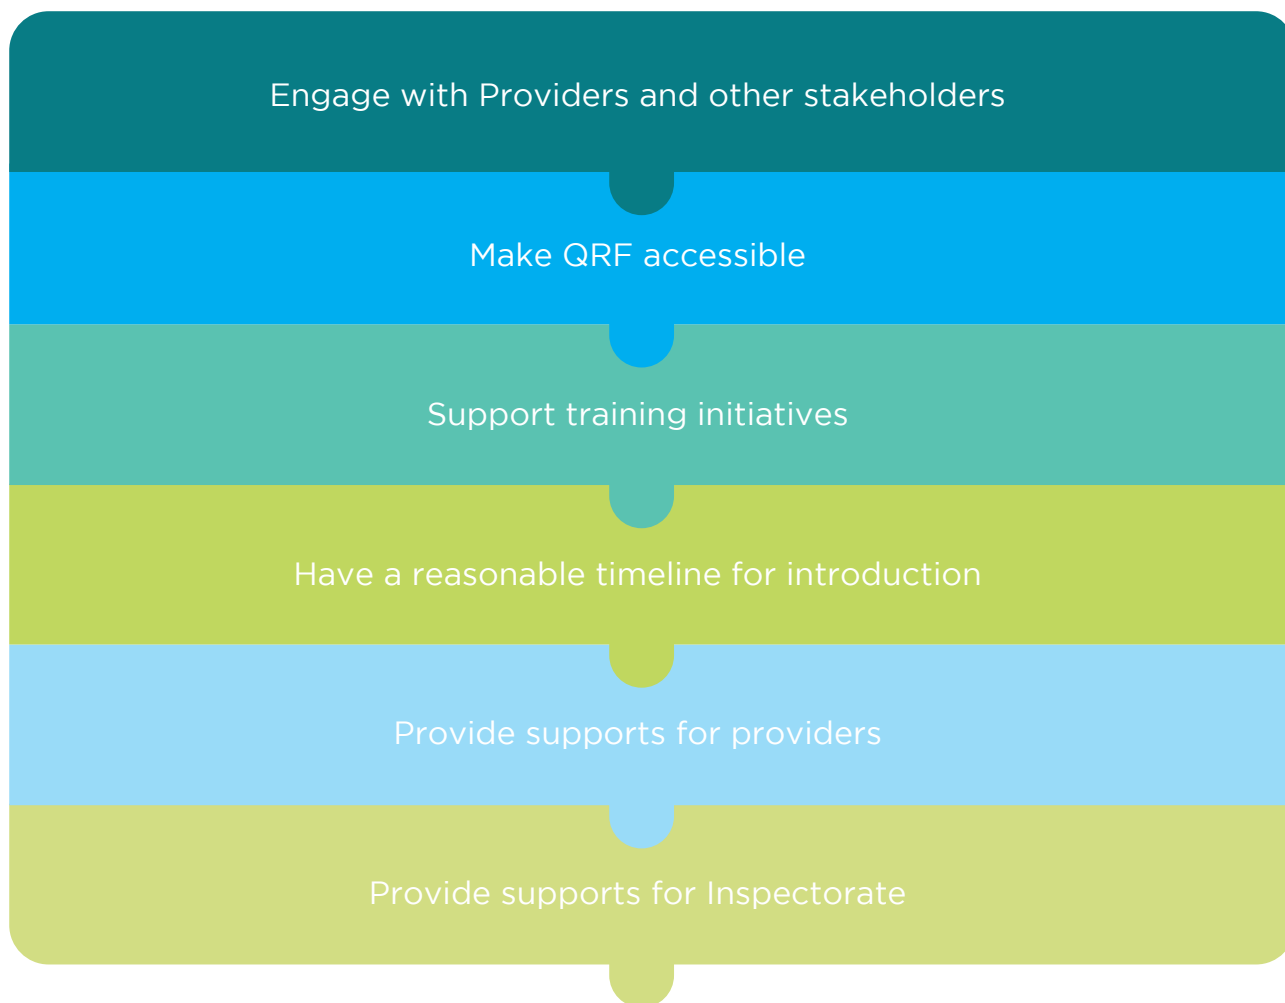 Engage with Providers and other stakeholders
Make QRF accessible
Support training initiatives
Have a reasonable timeline for introduction
Provide supports for providers
Provide supports for Inspectorate